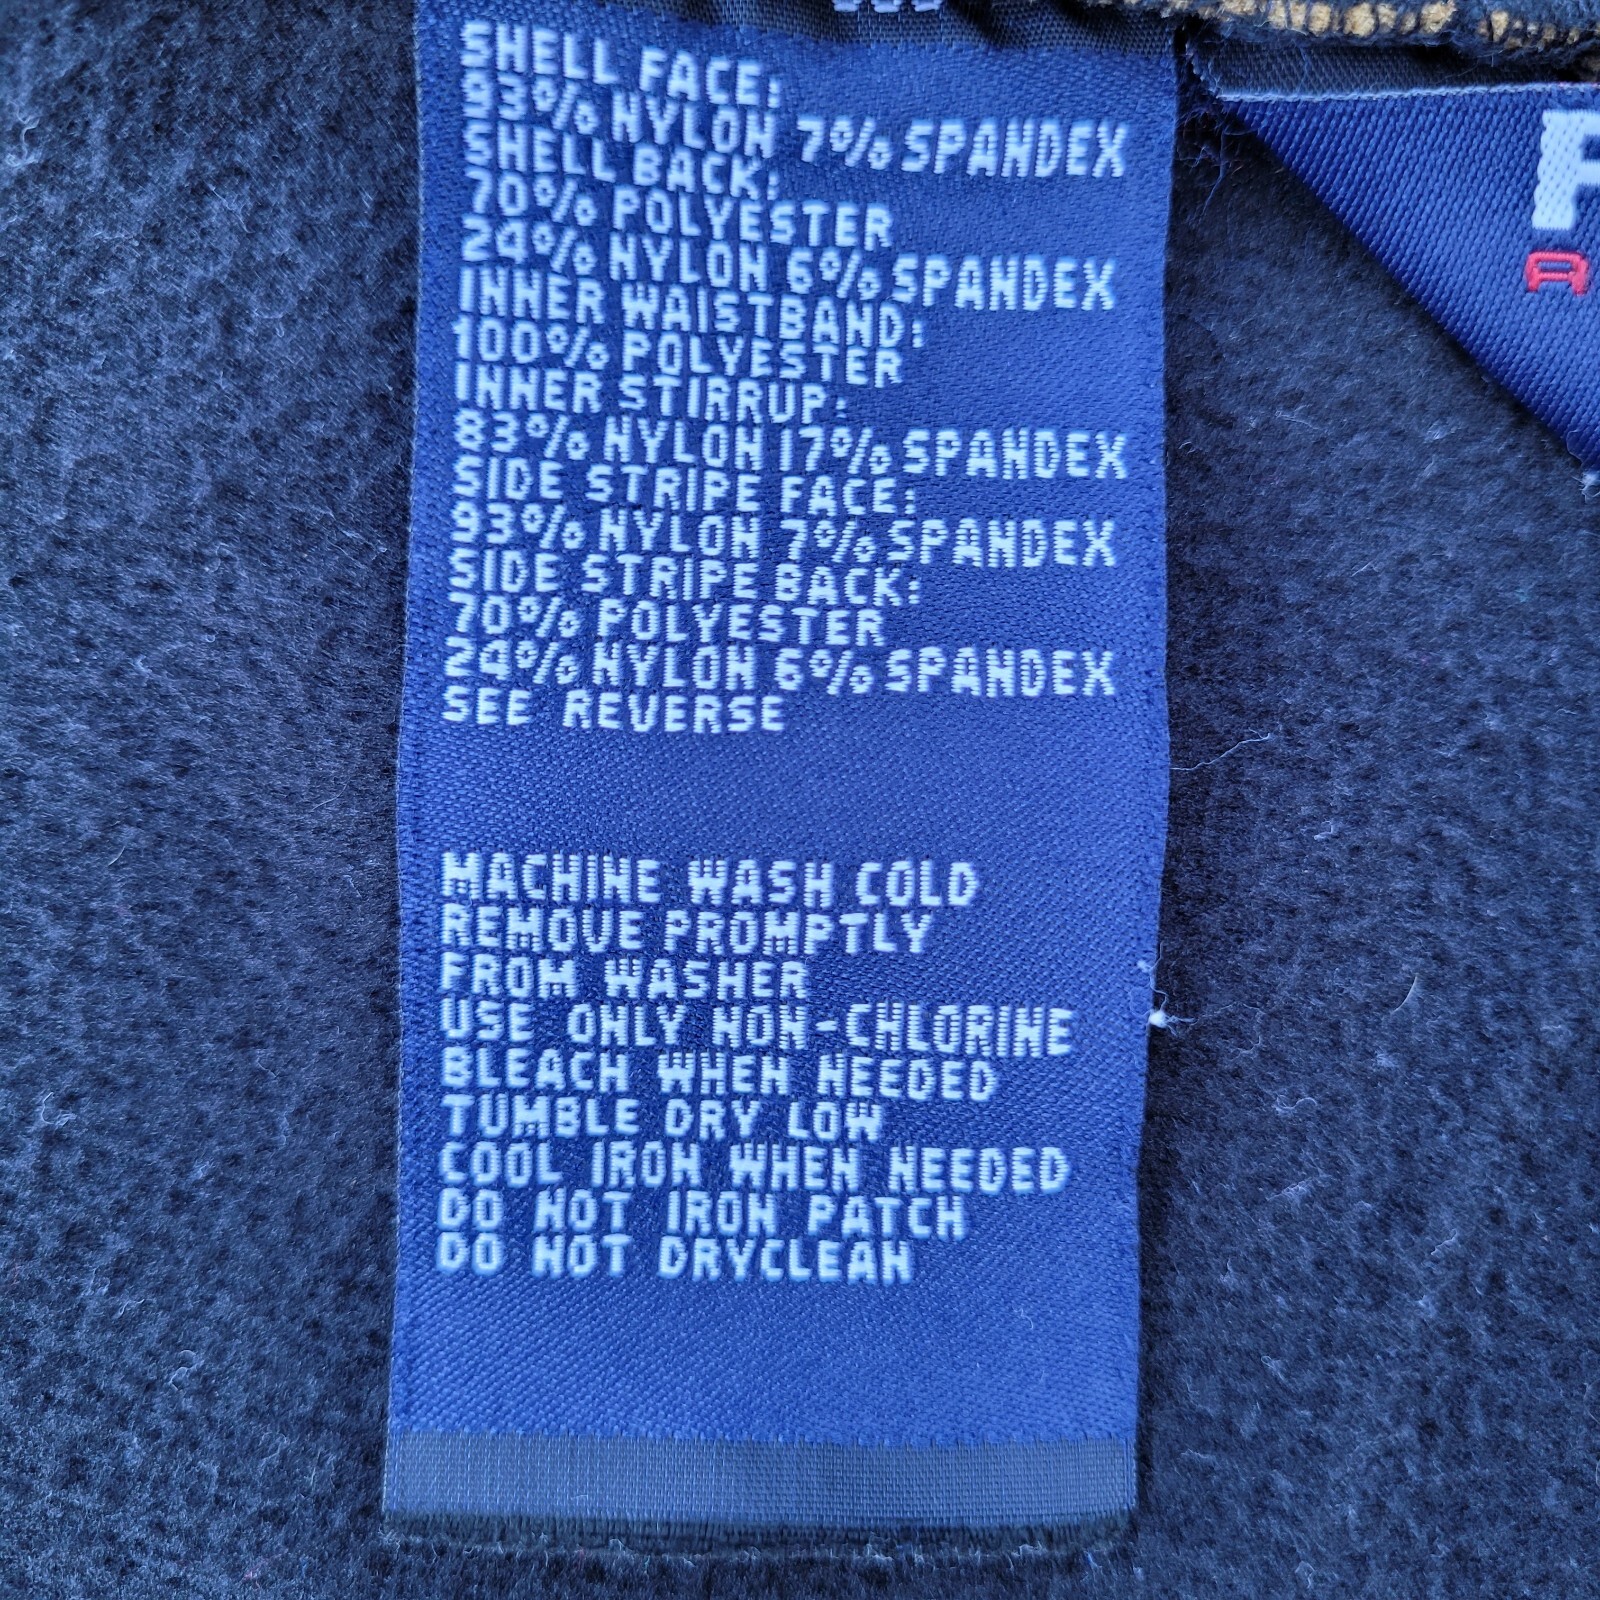 SHELL FACE:
93% NYLON 7% SPANDEX
SHELL BACK:
70% POLYESTER
24% NYLON 6% SPANDEX
INNER WAISTBAND:
100% POLYESTER
INNER STIRRUP:
83% NYLON 17% SPANDEX
SIDE STRIPE FACE:
93% NYLON 7% SPANDEX
SIDE STRIPE BACK:
70% POLYESTER
24% NYLON 6% SPANDEX
SEE REVERSE
MACHINE WASH COLD
REMOVE PROMPTLY
FROM WASHER
USE ONLY NON-CHLORINE
BLEACH WHEN NEEDED
TUMBLE DRY LOW
COOL IRON WHEN NEEDED
DO NOT IRON PATCH
DO NOT DRYCLEAN